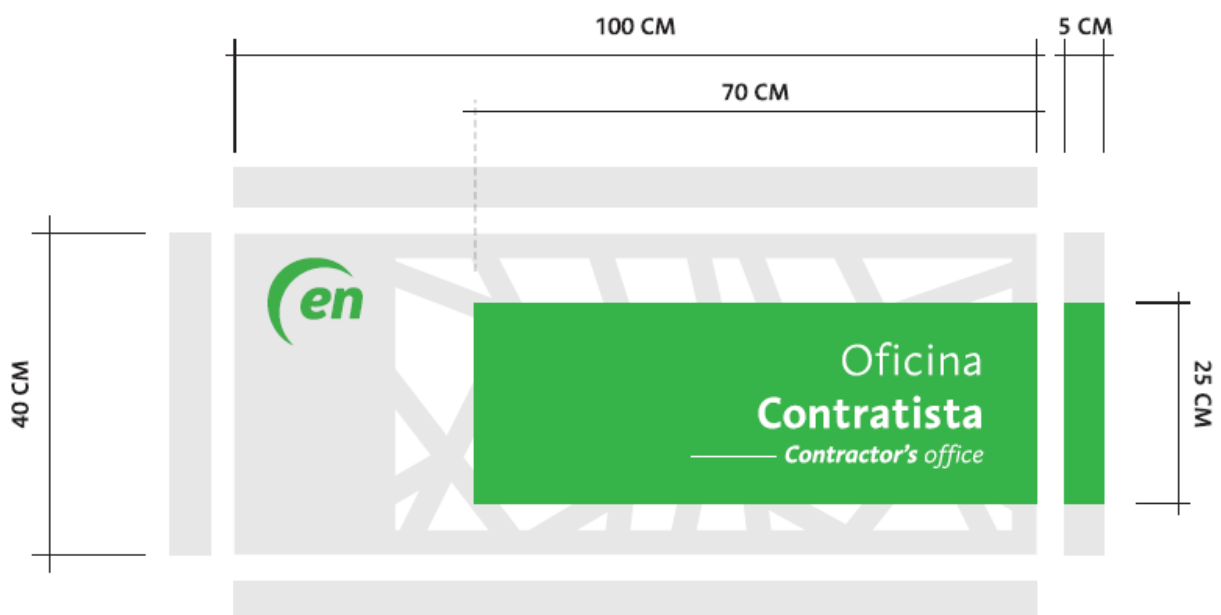 100 CM
5 CM
70 CM
40 CM
en
Oficina
Contratista
Contractor's office
25 CM